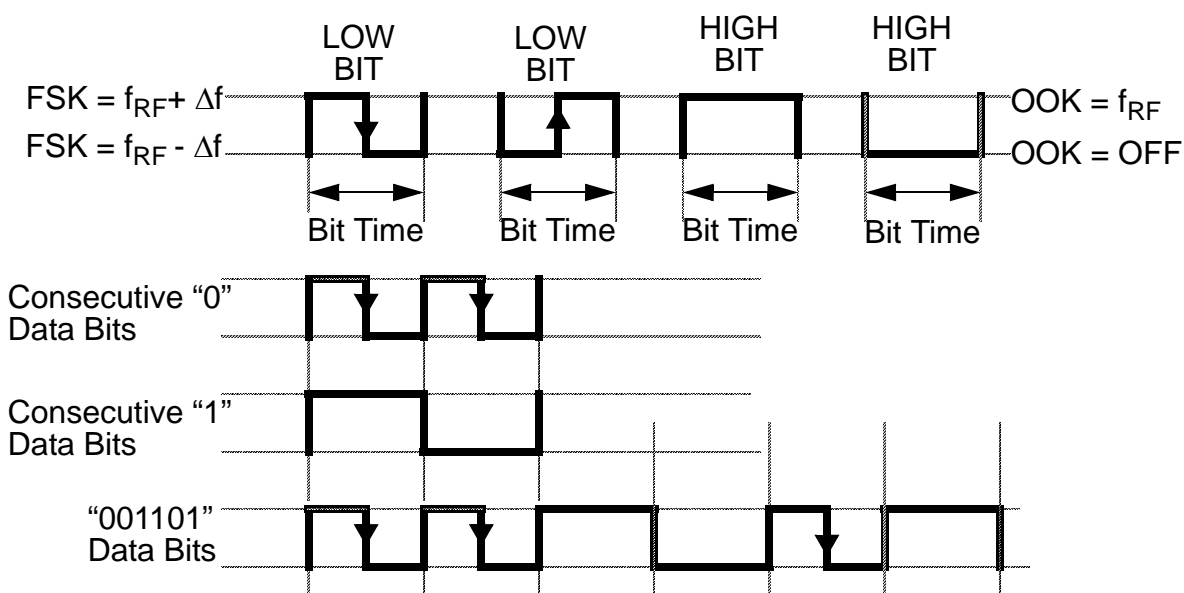 LOW
BIT
LOW
BIT
HIGH
BIT
HIGH
BIT
FSK = fRF+ Δf
OOK = fRF
FSK = fRF - Δf
OOK = OFF
Bit Time
Bit Time
Bit Time
Bit Time
Consecutive “0”
Data Bits
Consecutive “1”
Data Bits
“001101”
Data Bits